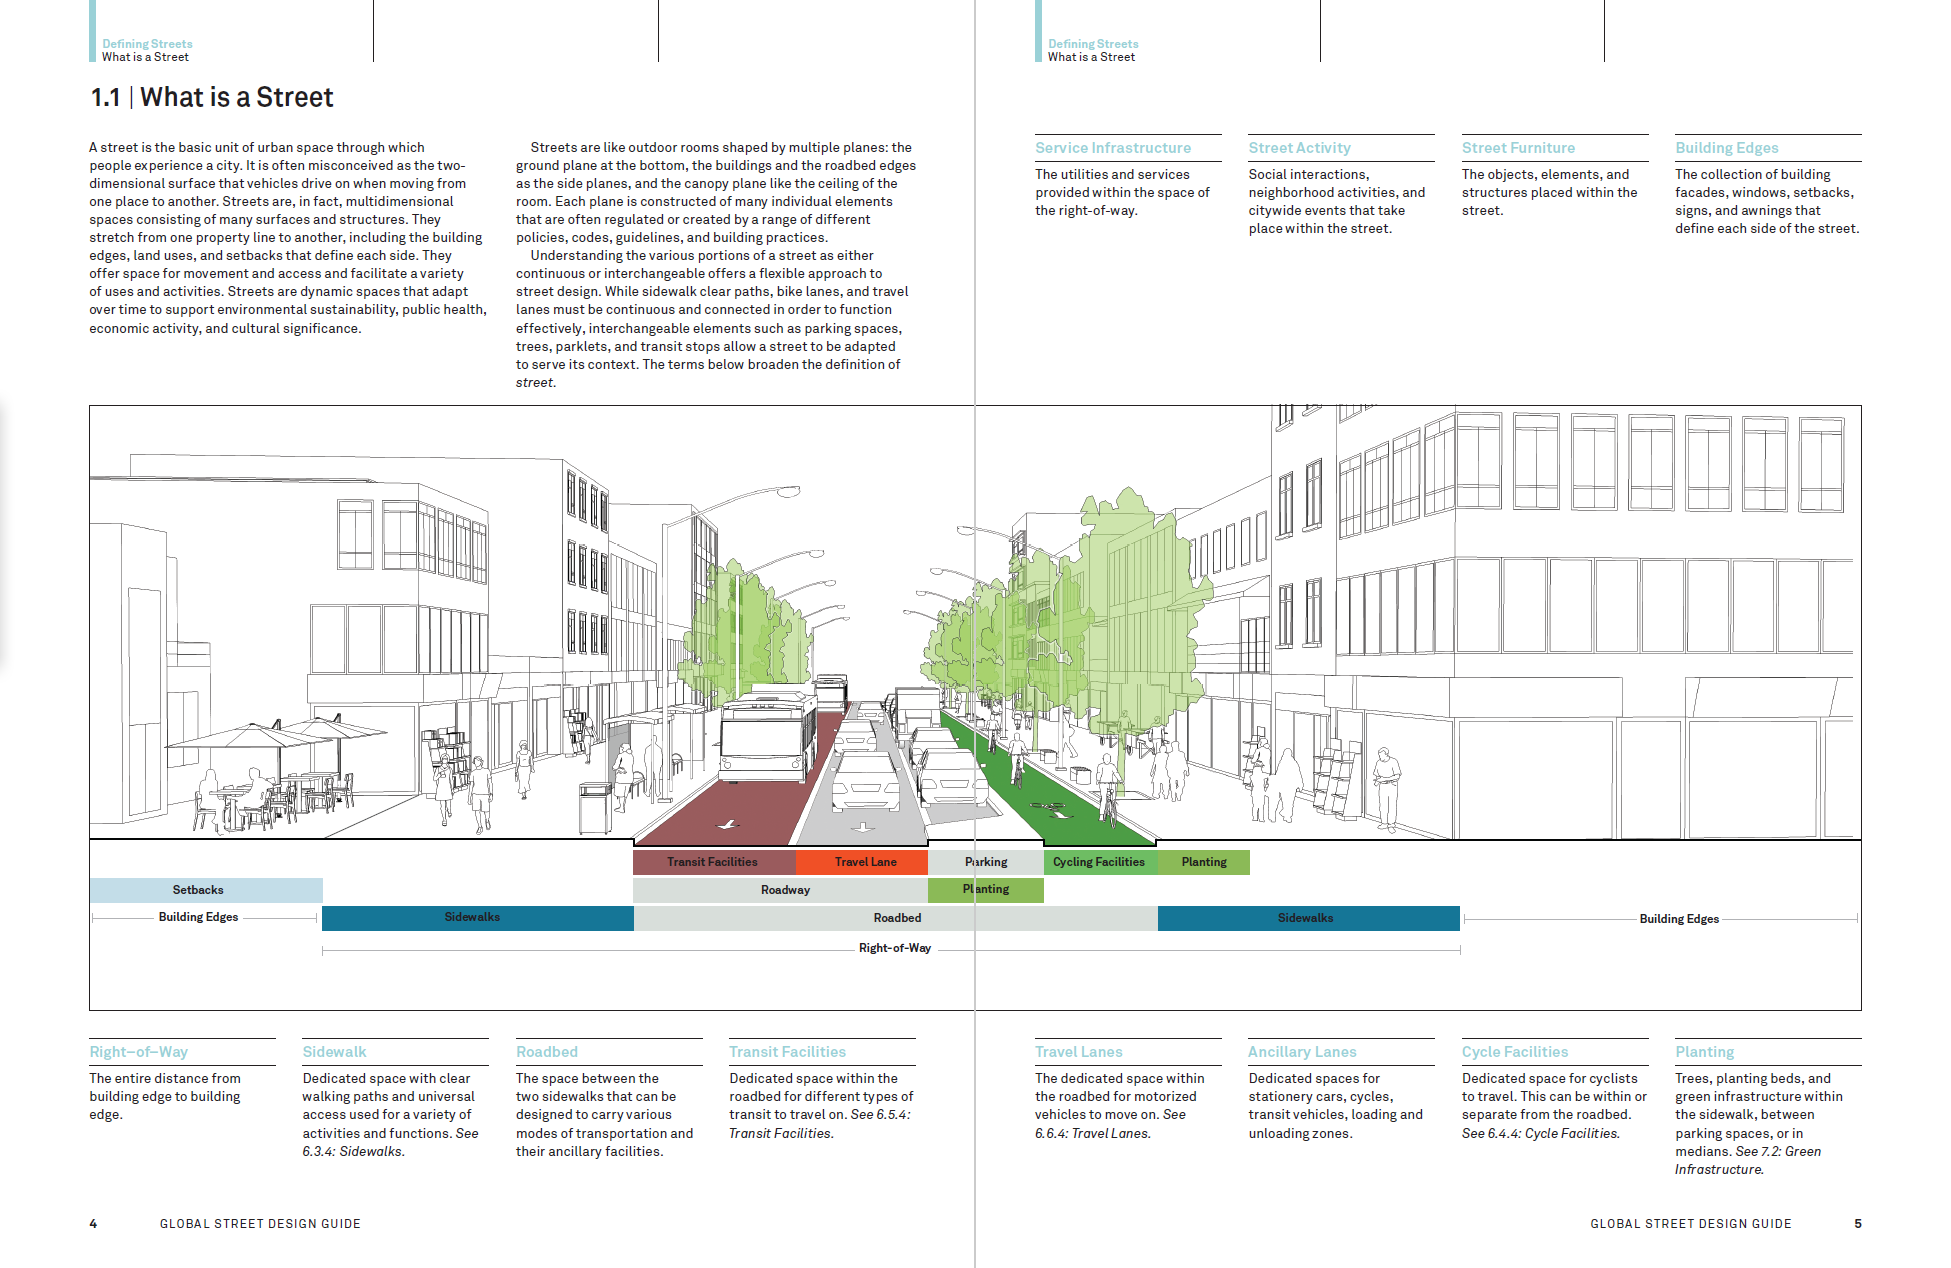 Defining Streets
What is a Street
1.1 | What is a Street
A street is the basic unit of urban space through which
people experience a city. It is often misconceived as the two-
dimensional surface that vehicles drive on when moving from
one place to another. Streets are, in fact, multidimensional
spaces consisting of many surfaces and structures. They
stretch from one property line to another, including the building
edges, land uses, and setbacks that define each side. They
offer space for movement and access and facilitate a variety
of uses and activities. Streets are dynamic spaces that adapt
over time to support environmental sustainability, public health,
economic activity, and cultural significance.
Streets are like outdoor rooms shaped by multiple planes: the
ground plane at the bottom, the buildings and the roadbed edges
as the side planes, and the canopy plane like the ceiling of the
room. Each plane is constructed of many individual elements
that are often regulated or created by a range of different
policies, codes, guidelines, and building practices.
Understanding the various portions of a street as either
continuous or interchangeable offers a flexible approach to
street design. While sidewalk clear paths, bike lanes, and travel
lanes must be continuous and connected in order to function
effectively, interchangeable elements such as parking spaces,
trees, parklets, and transit stops allow a street to be adapted
to serve its context. The terms below broaden the definition of
street.
Defining Streets
What is a Street
Service Infrastructure
The utilities and services
provided within the space of
the right-of-way.
Street Activity
Social interactions,
neighborhood activities, and
citywide events that take
place within the street.
Street Furniture
The objects, elements, and
structures placed within the
street.
Building Edges
The collection of building
facades, windows, setbacks,
signs, and awnings that
define each side of the street.
Transit Facilities
Travel Lane
Parking
Cycling Facilities
Planting
Setbacks
Roadway
Planting
Building Edges
Sidewalks
Roadbed
Sidewalks
Building Edges
Right-of-Way
Right–of–Way
The entire distance from
building edge to building
edge.
Sidewalk
Dedicated space with clear
walking paths and universal
access used for a variety of
activities and functions. See
6.3.4: Sidewalks.
Roadbed
The space between the
two sidewalks that can be
designed to carry various
modes of transportation and
their ancillary facilities.
Transit Facilities
Dedicated space within the
roadbed for different types of
transit to travel on. See 6.5.4:
Transit Facilities.
Travel Lanes
The dedicated space within
the roadbed for motorized
vehicles to move on. See
6.6.4: Travel Lanes.
Ancillary Lanes
Dedicated spaces for
stationery cars, cycles,
transit vehicles, loading and
unloading zones.
Cycle Facilities
Dedicated space for cyclists
to travel. This can be within or
separate from the roadbed.
See 6.4.4: Cycle Facilities.
Planting
Trees, planting beds, and
green infrastructure within
the sidewalk, between
parking spaces, or in
medians. See 7.2: Green
Infrastructure.
4
GLOBAL STREET DESIGN GUIDE
GLOBAL STREET DESIGN GUIDE
5